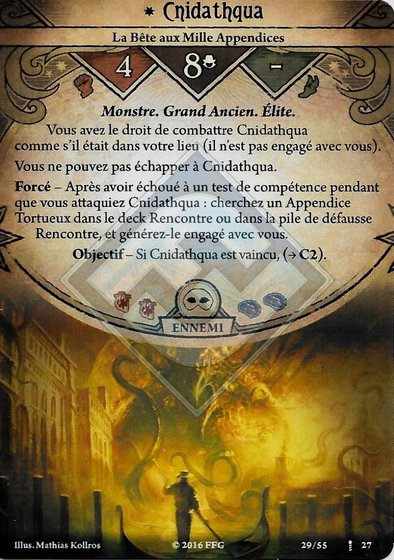 Cnidathqua
La Bête aux Mille Appendices
4 8 -
Monstre. Grand Ancien. Élite.
Vous avez le droit de combattre Cnidathqua
comme s'il était dans votre lieu (il n'est pas engagé avec vous).
Vous ne pouvez pas échapper à Cnidathqua.
Forcé – Après avoir échoué à un test de compétence pendant
que vous attaquiez Cnidathqua : cherchez un Appendice
Tortueux dans le deck Rencontre ou dans la pile de défausse
Rencontre, et générez-le engagé avec vous.
Objectif – Si Cnidathqua est vaincu, (→ C2).
ENNEMI
Illus. Mathias Kollros © 2016 FFG 29/55 27